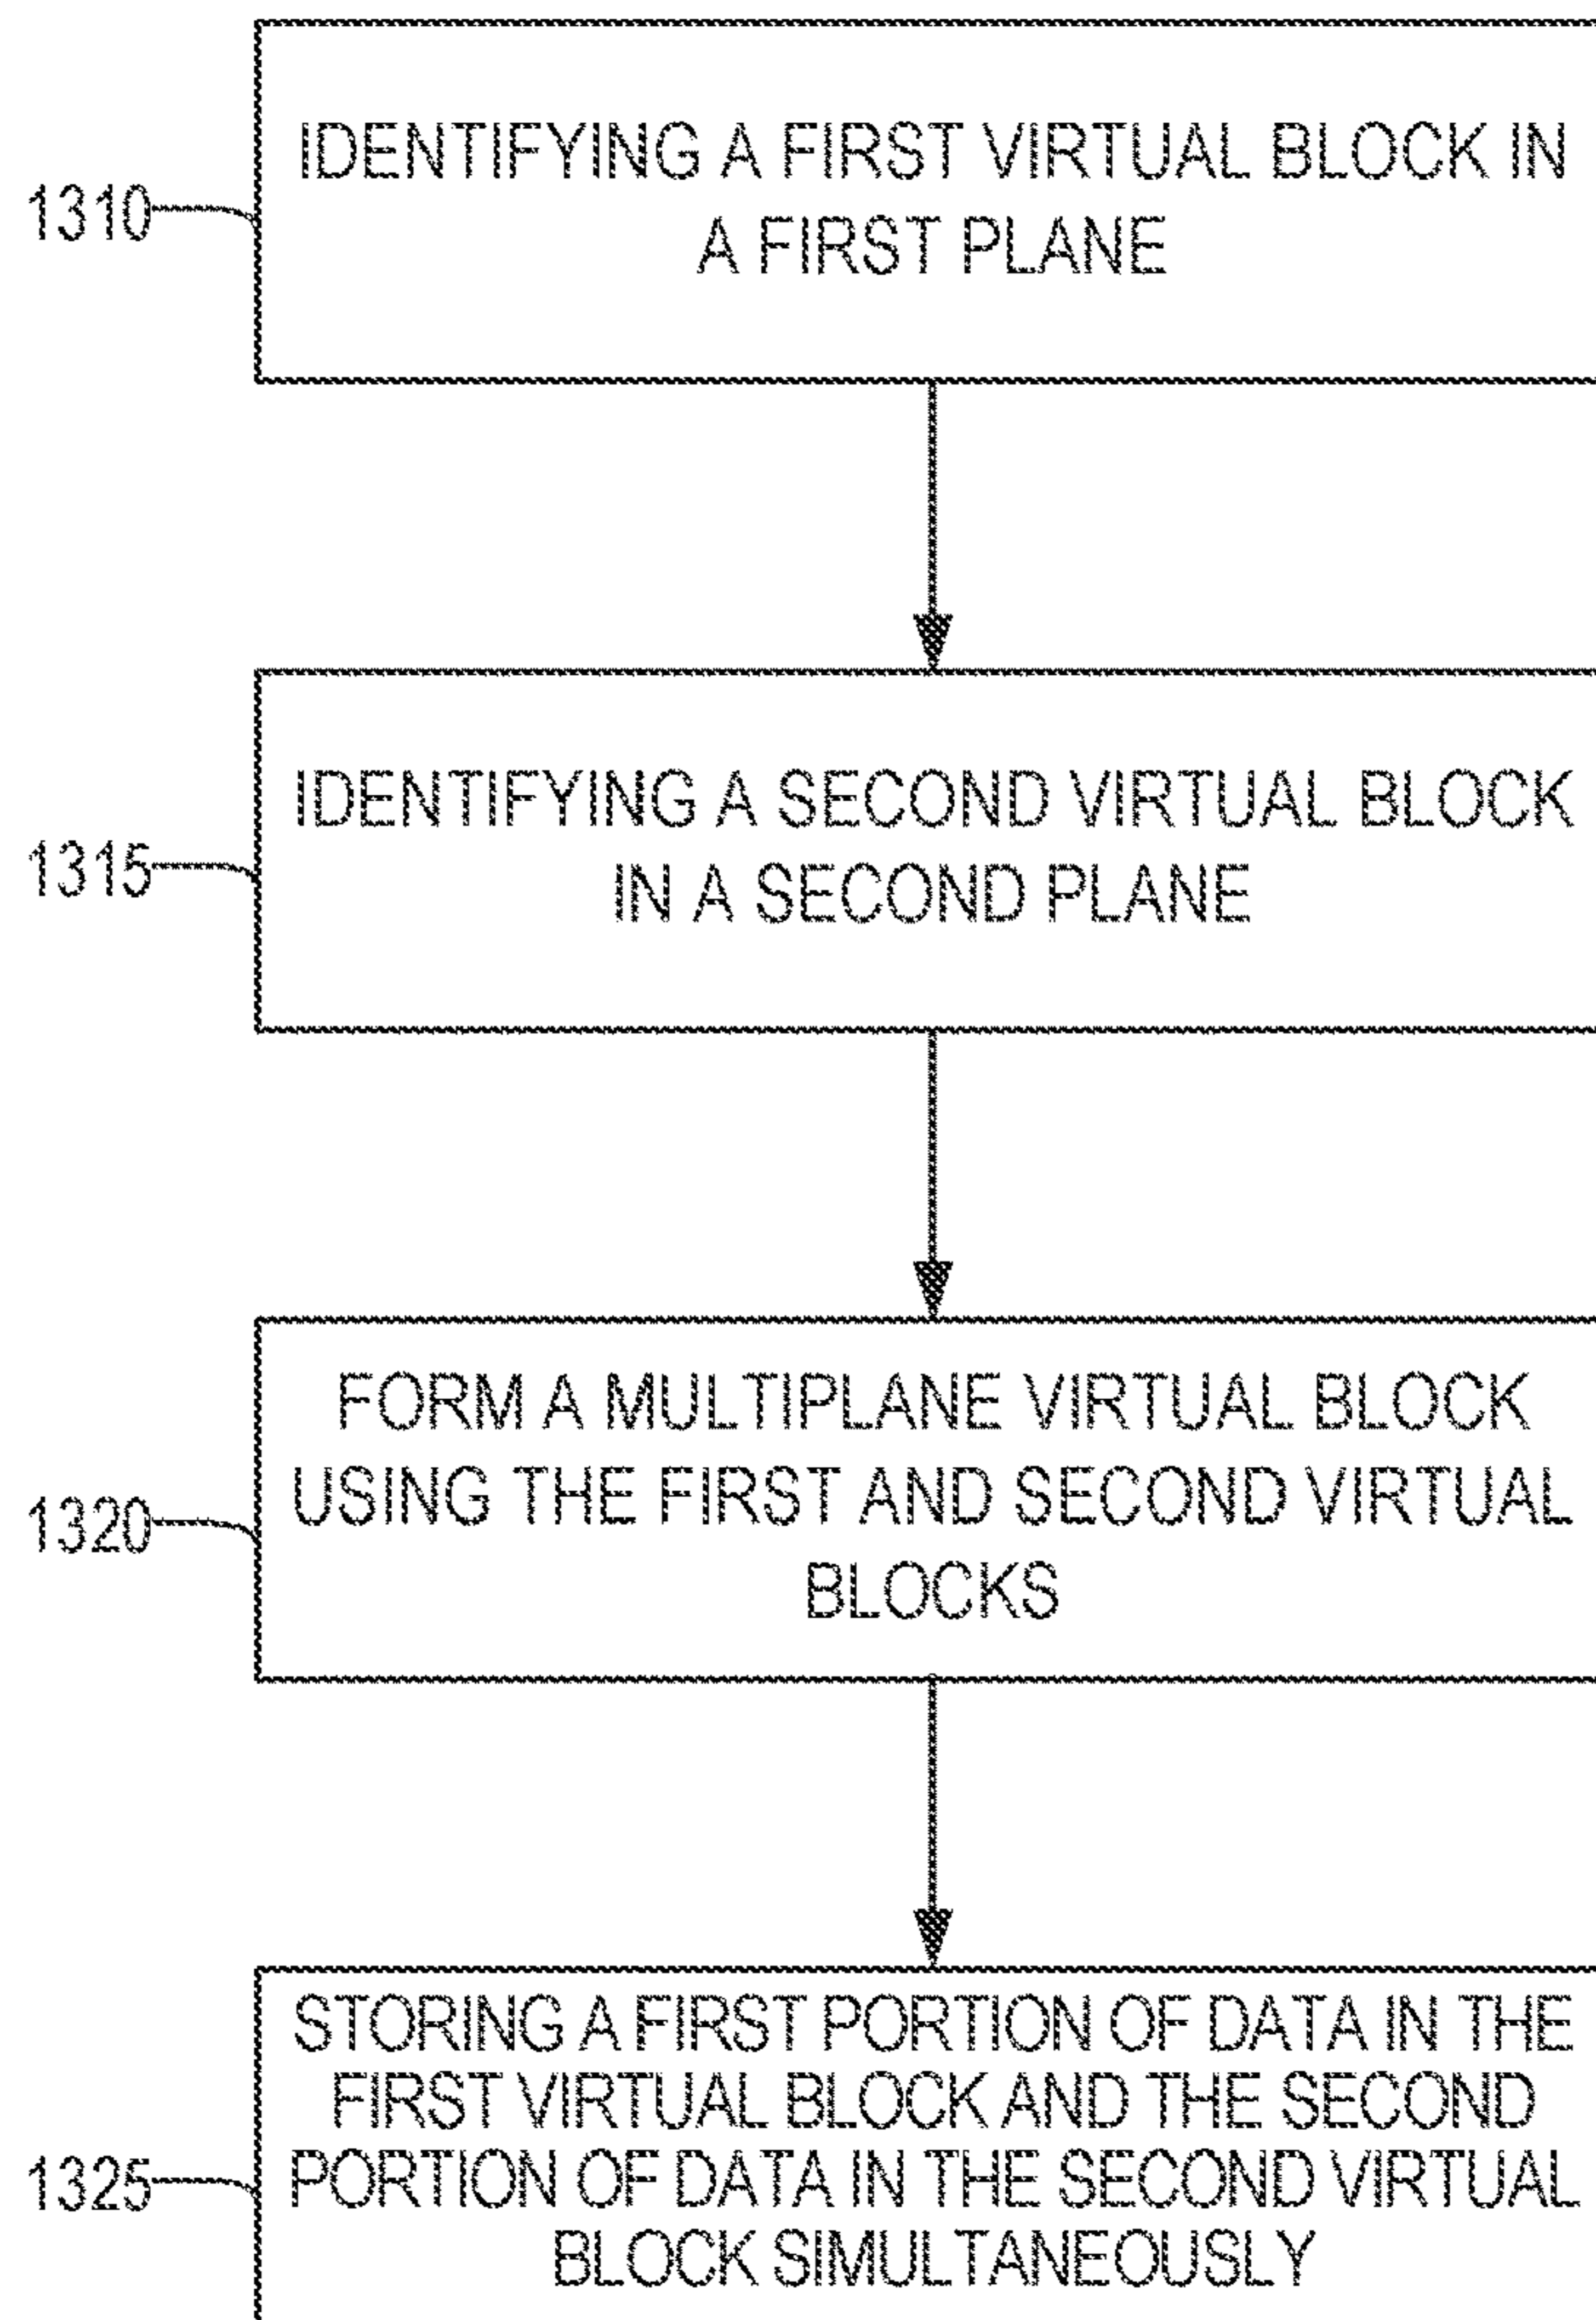 IDENTIFYING A FIRST VIRTUAL BLOCK IN
1310
A FIRST PLANE
IDENTIFYING A SECOND VIRTUAL BLOCK
1315
IN A SECOND PLANE
FORM A MULTIPLANE VIRTUAL BLOCK
USING THE FIRST AND SECOND VIRTUAL
1320
BLOCKS
STORING A FIRST PORTION OF DATA IN THE
FIRST VIRTUAL BLOCK AND THE SECOND
1325
PORTION OF DATA IN THE SECOND VIRTUAL
BLOCK SIMULTANEOUSLY